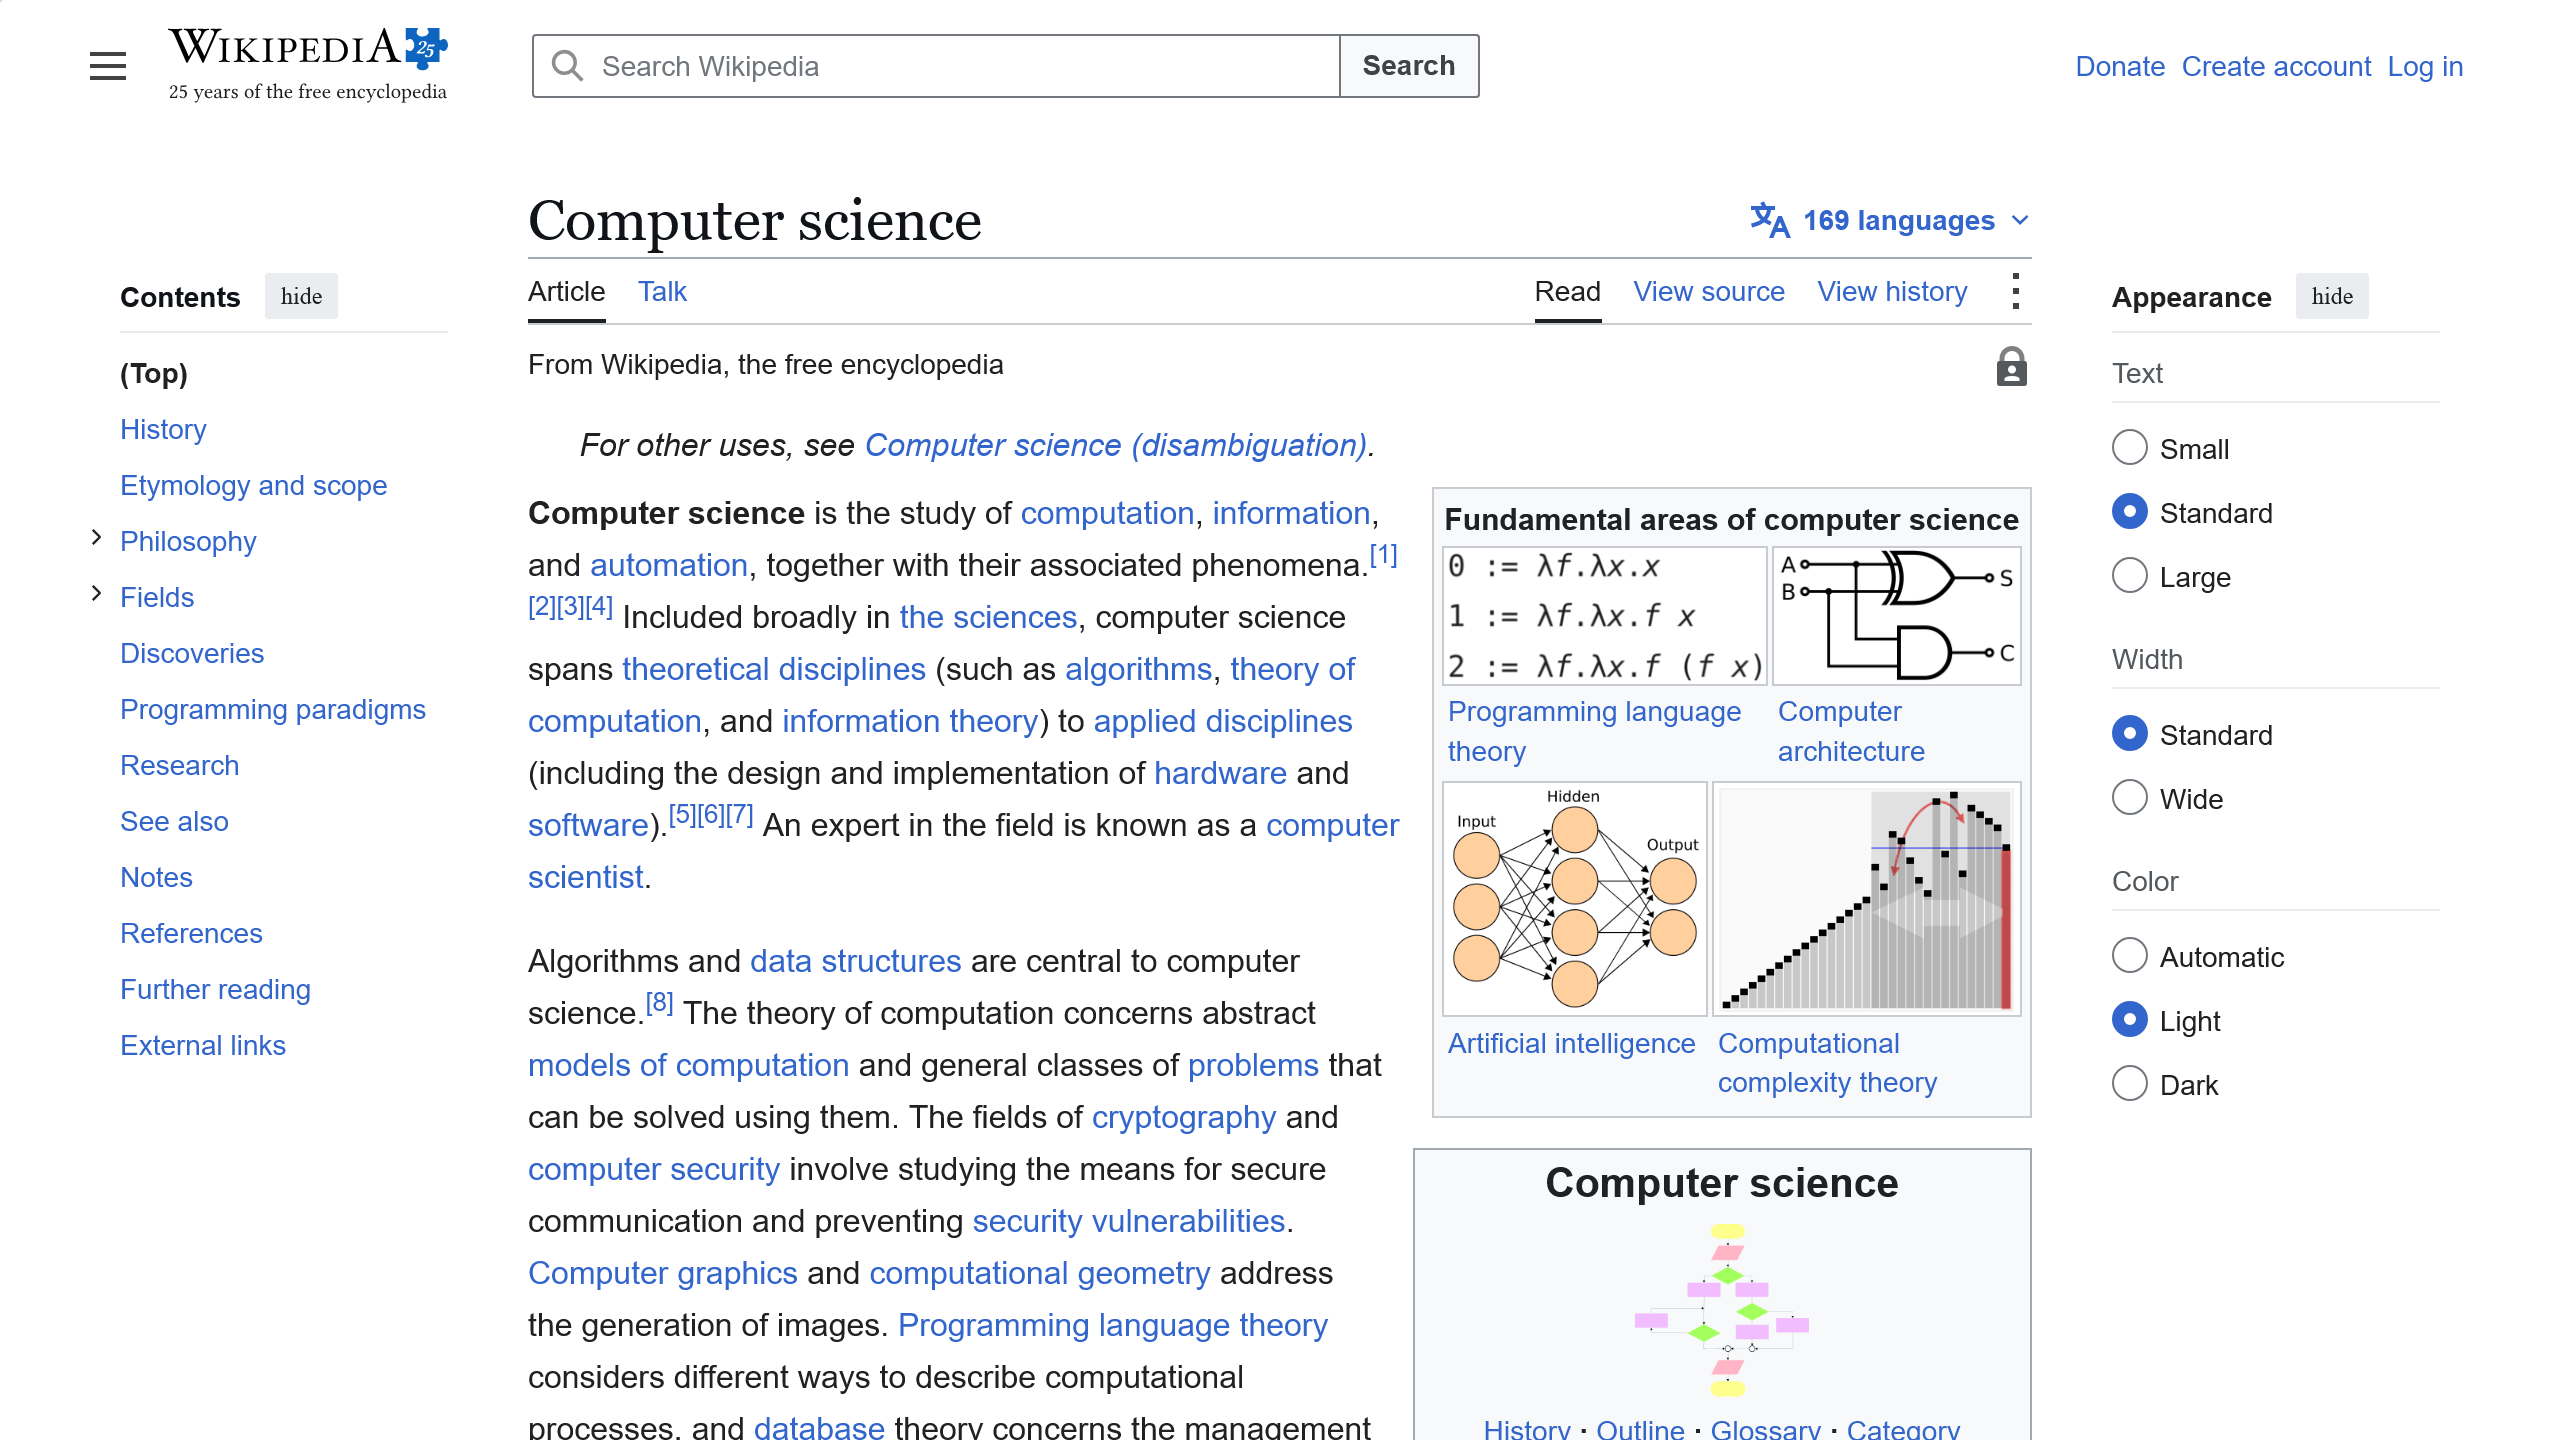 WIKIPEDIA 25
25 years of the free encyclopedia
Search Wikipedia
Search
Donate Create account Log in
Computer science
169 languages
Contents hide
(Top)
History
Etymology and scope
Philosophy
Fields
Discoveries
Programming paradigms
Research
See also
Notes
References
Further reading
External links
Article Talk
Read View source View history
From Wikipedia, the free encyclopedia
For other uses, see Computer science (disambiguation).
Computer science is the study of computation, information,
and automation, together with their associated phenomena.[1]
[2][3][4] Included broadly in the sciences, computer science
spans theoretical disciplines (such as algorithms, theory of
computation, and information theory) to applied disciplines
(including the design and implementation of hardware and
software).[5][6][7] An expert in the field is known as a computer
scientist.
Algorithms and data structures are central to computer
science.[8] The theory of computation concerns abstract
models of computation and general classes of problems that
can be solved using them. The fields of cryptography and
computer security involve studying the means for secure
communication and preventing security vulnerabilities.
Computer graphics and computational geometry address
the generation of images. Programming language theory
considers different ways to describe computational
processes, and database theory concerns the management
Fundamental areas of computer science
0 := λf.λx.x
1 := λf.λx.f x
2 := λf.λx.f (f x)
A
B
S
C
Programming language
theory
Computer
architecture
Input
Hidden
Output
Artificial intelligence
Computational
complexity theory
Computer science
History · Outline · Glossary · Category
Appearance hide
Text
Small
Standard
Large
Width
Standard
Wide
Color
Automatic
Light
Dark